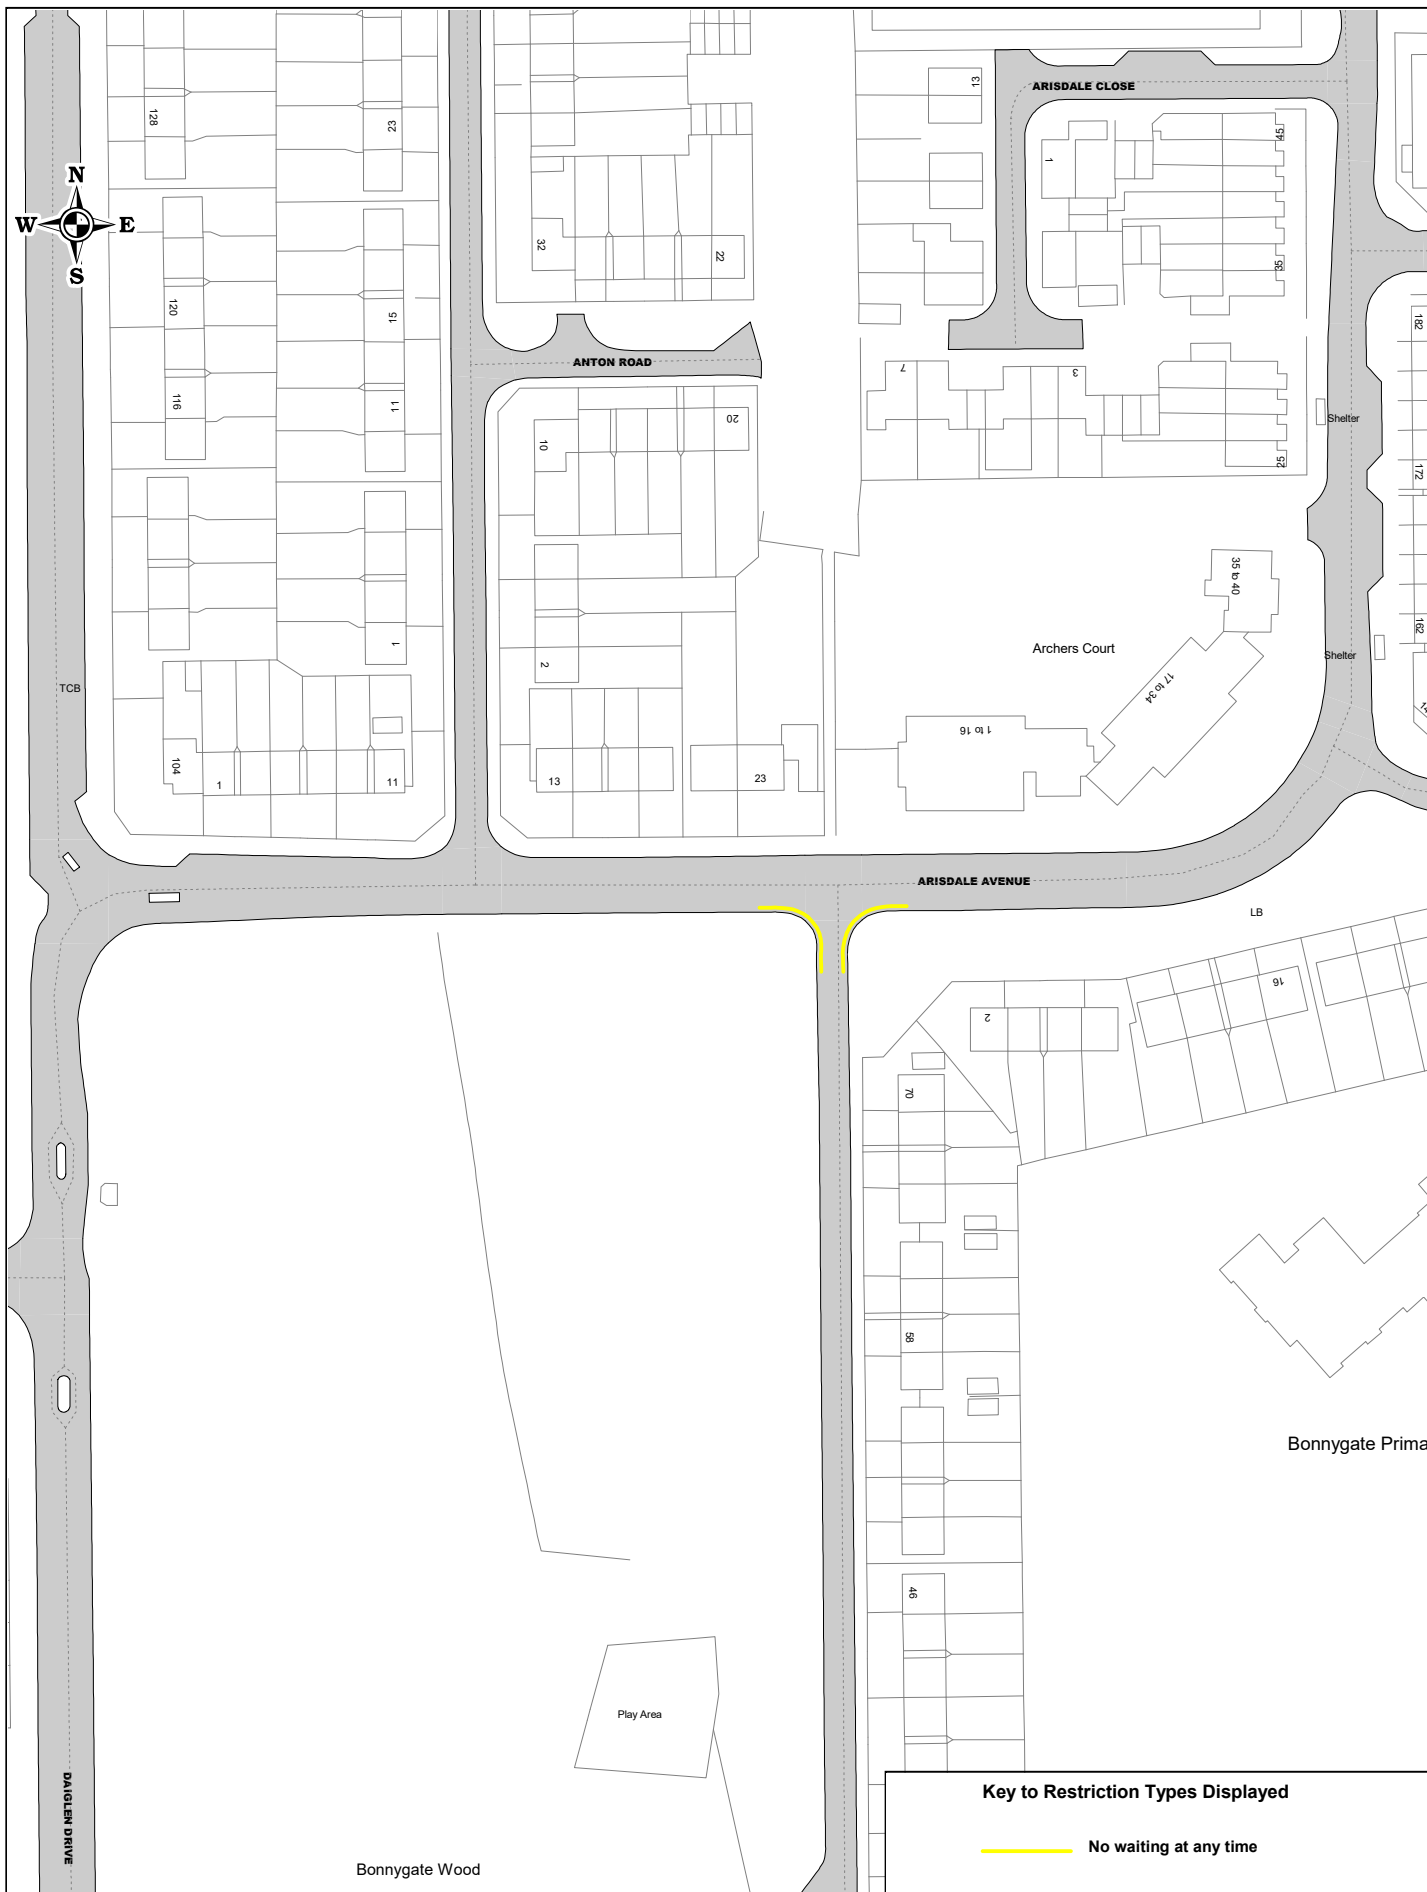 ARISDALE CLOSE
13
128
23
1
45
N
W E
S
32
22
35
120
15
182
ANTON ROAD
7
3
116
11
20
10
Shelter
25
172
35 to 40
162
1
2
Archers Court
Shelter
17 to 34
TCB
1 to 16
104
1
11
13
23
ARISDALE AVENUE
LB
16
2
70
58
Bonnygate Prima
46
Play Area
DAIGLEN DRIVE
Key to Restriction Types Displayed
No waiting at any time
Bonnygate Wood